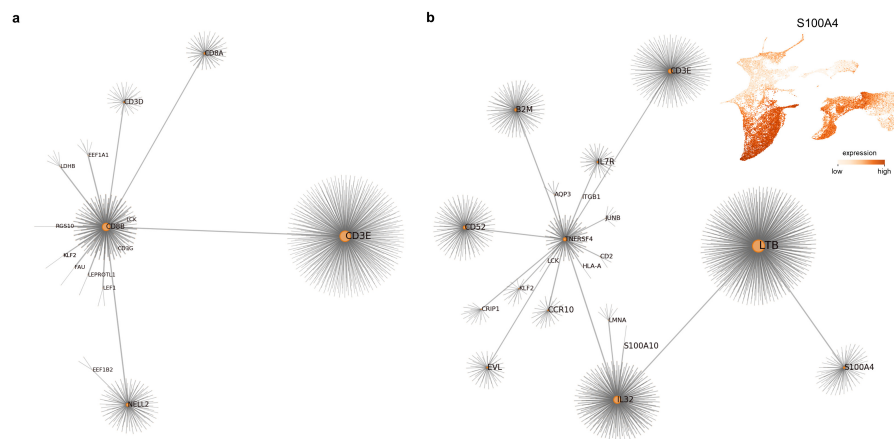 a
CD8A
CD3D
EEF1A1
LDHB
LCK
RGS10
CD8B
CD3E
CD3G
KLF2
FAU
LEPROTL1
LEF1
EEF1B2
NELL2
b
S100A4
CD3E
B2M
expression
low
high
IL7R
AQP3
ITGB1
JUNB
CD52
TNFRSF4
LTB
CD2
LCK
HLA-A
KLF2
CRIP1
CCR10
LMNA
S100A10
EVL
S100A4
IL32